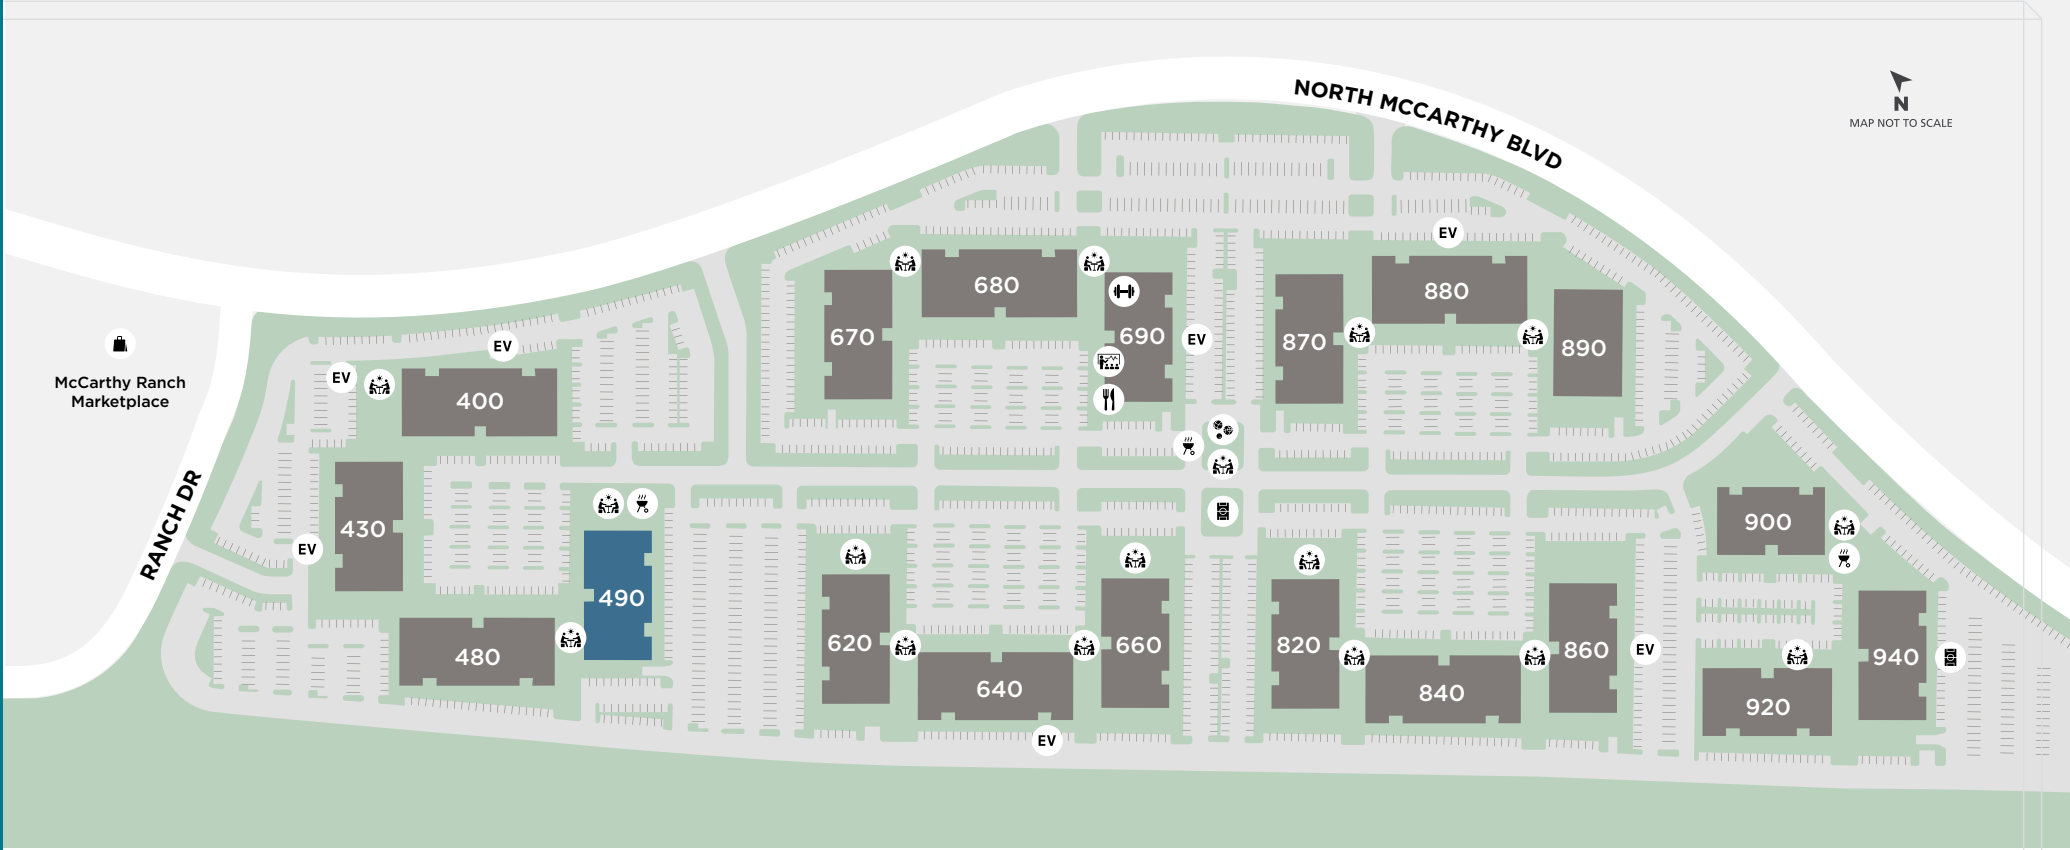 NORTH MCCARTHY BLVD
N
MAP NOT TO SCALE
EV
680
880
690
EV
670
870
890
EV
EV
McCarthy Ranch
Marketplace
400
RANCH DR
430
EV
490
480
900
620
660
820
860
EV
940
640
840
920
EV